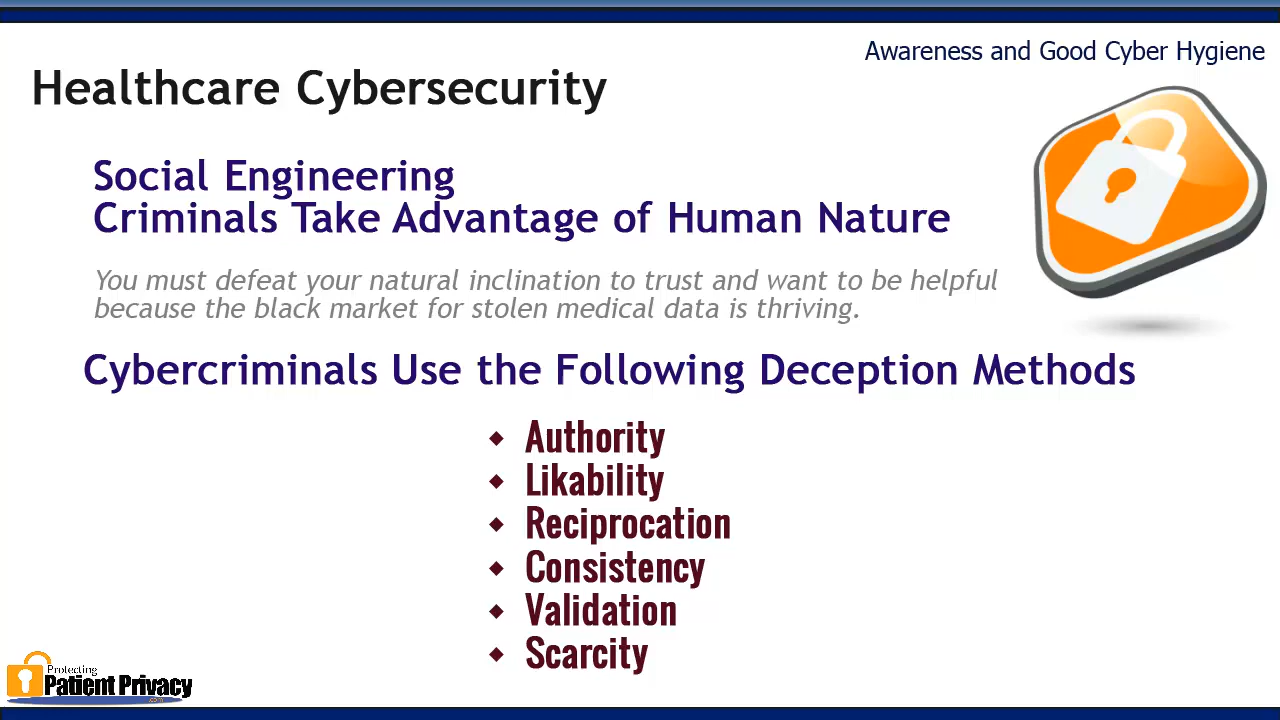 Awareness and Good Cyber Hygiene
Healthcare Cybersecurity
Social Engineering
Criminals Take Advantage of Human Nature
You must defeat your natural inclination to trust and want to be helpful
because the black market for stolen medical data is thriving.
Cybercriminals Use the Following Deception Methods
Authority
Likability
Reciprocation
Consistency
Validation
Scarcity
Protecting
Patient Privacy
.com